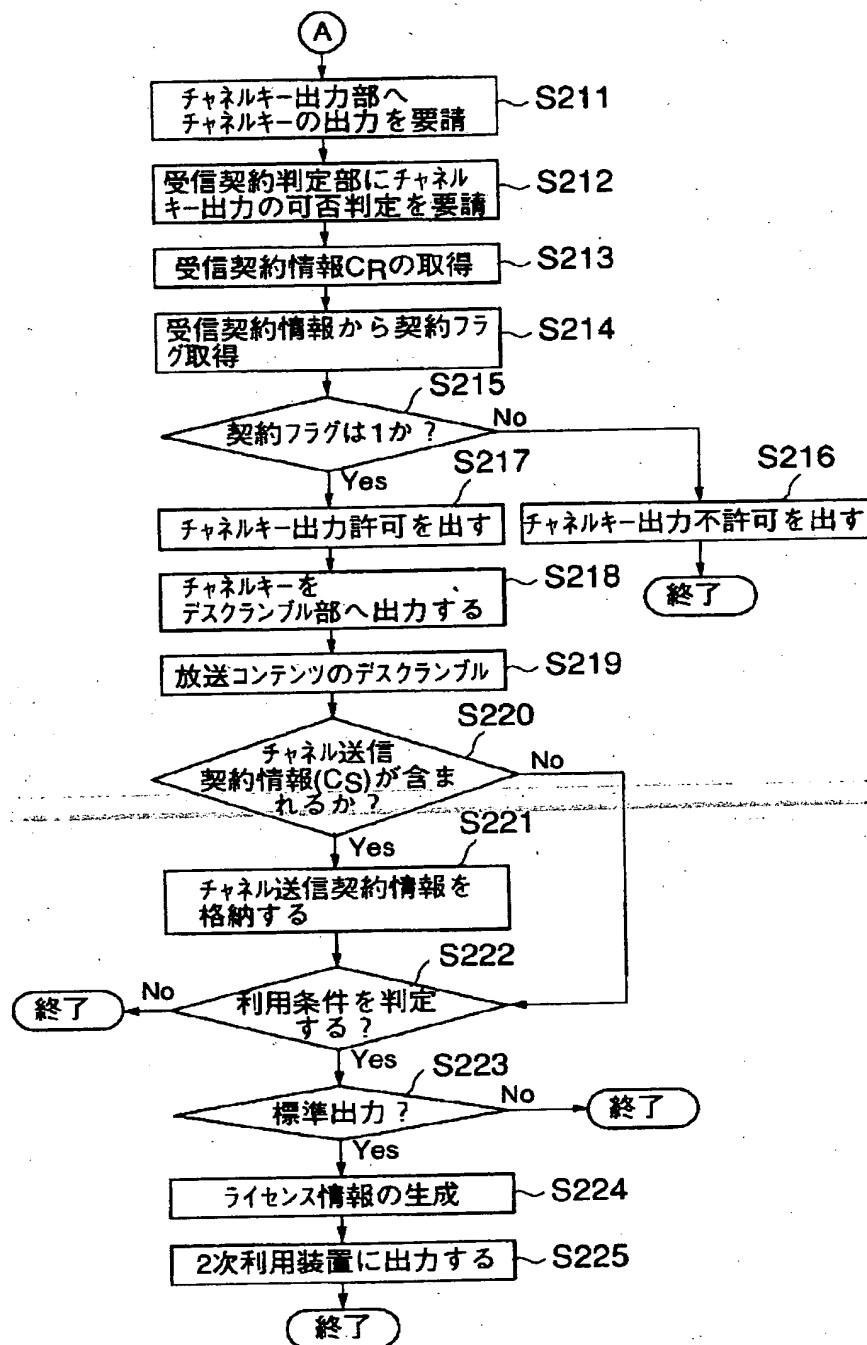 A
チャネルキー出力部へ
チャネルキーの出力を要請
S211
受信契約判定部にチャネル
キー出力の可否判定を要請
S212
受信契約情報CRの取得
S213
受信契約情報から契約フラ
グ取得
S214
S215
契約フラグは1か?
No
Yes
S217
S216
チャネルキー出力許可を出す
チャネルキー出力不許可を出す
終了
チャネルキーを
デスクランブル部へ出力する
S218
放送コンテンツのデスクランブル
S219
S220
チャネル送信
契約情報(CS)が含ま
れるか?
No
Yes
S221
チャネル送信契約情報を
格納する
S222
利用条件を判定
する?
No
終了
Yes
S223
標準出力?
No
終了
Yes
ライセンス情報の生成
S224
2次利用装置に出力する
S225
終了